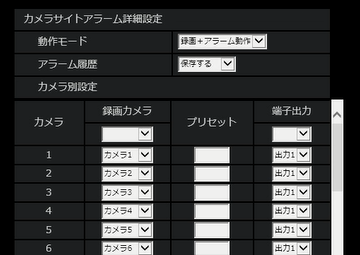 カメラサイトアラーム詳細設定
動作モード 録画＋アラーム動作
アラーム履歴 保存する
カメラ別設定
カメラ 録画カメラ プリセット 端子出力
1 カメラ1 出力1
2 カメラ2 出力1
3 カメラ3 出力1
4 カメラ4 出力1
5 カメラ5 出力1
6 カメラ6 出力1